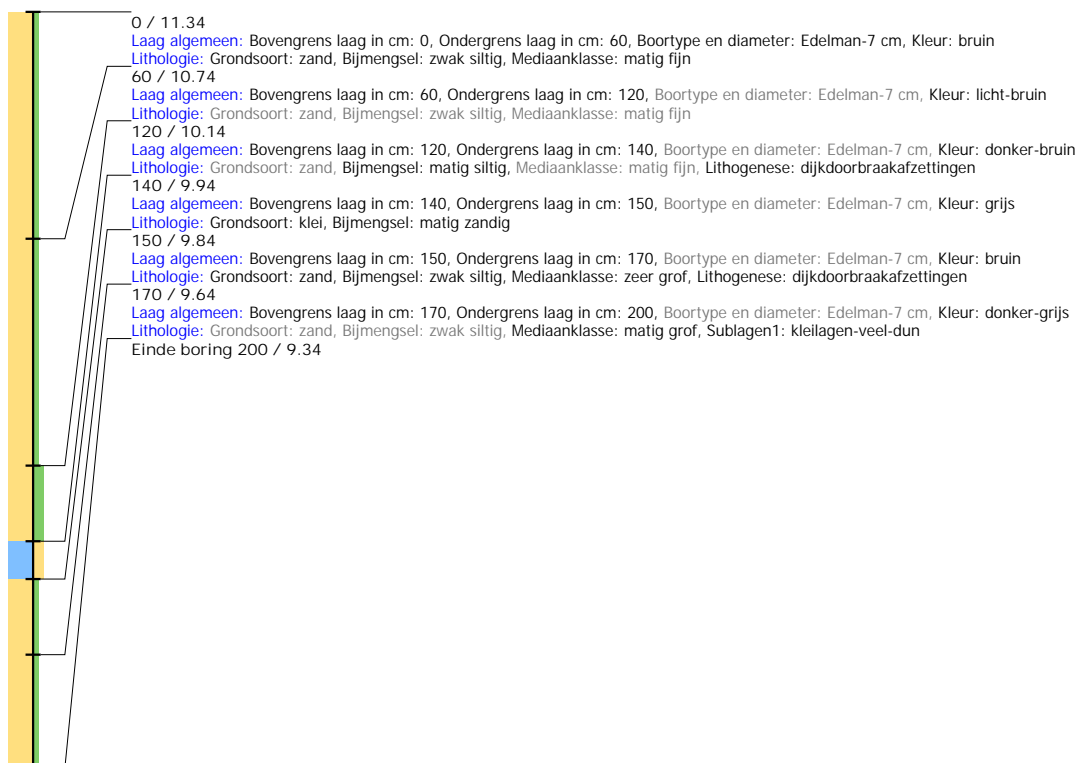 0 / 11.34
Laag algemeen: Bovengrens laag in cm: 0, Ondergrens laag in cm: 60, Boortype en diameter: Edelman-7 cm, Kleur: bruin
Lithologie: Grondsoort: zand, Bijmengsel: zwak siltig, Mediaanklasse: matig fijn
60 / 10.74
Laag algemeen: Bovengrens laag in cm: 60, Ondergrens laag in cm: 120, Boortype en diameter: Edelman-7 cm, Kleur: licht-bruin
Lithologie: Grondsoort: zand, Bijmengsel: zwak siltig, Mediaanklasse: matig fijn
120 / 10.14
Laag algemeen: Bovengrens laag in cm: 120, Ondergrens laag in cm: 140, Boortype en diameter: Edelman-7 cm, Kleur: donker-bruin
Lithologie: Grondsoort: zand, Bijmengsel: matig siltig, Mediaanklasse: matig fijn, Lithogenese: dijkdoorbraakafzettingen
140 / 9.94
Laag algemeen: Bovengrens laag in cm: 140, Ondergrens laag in cm: 150, Boortype en diameter: Edelman-7 cm, Kleur: grijs
Lithologie: Grondsoort: klei, Bijmengsel: matig zandig
150 / 9.84
Laag algemeen: Bovengrens laag in cm: 150, Ondergrens laag in cm: 170, Boortype en diameter: Edelman-7 cm, Kleur: bruin
Lithologie: Grondsoort: zand, Bijmengsel: zwak siltig, Mediaanklasse: zeer grof, Lithogenese: dijkdoorbraakafzettingen
170 / 9.64
Laag algemeen: Bovengrens laag in cm: 170, Ondergrens laag in cm: 200, Boortype en diameter: Edelman-7 cm, Kleur: donker-grijs
Lithologie: Grondsoort: zand, Bijmengsel: zwak siltig, Mediaanklasse: matig grof, Sublagen1: kleilagen-veel-dun
Einde boring 200 / 9.34